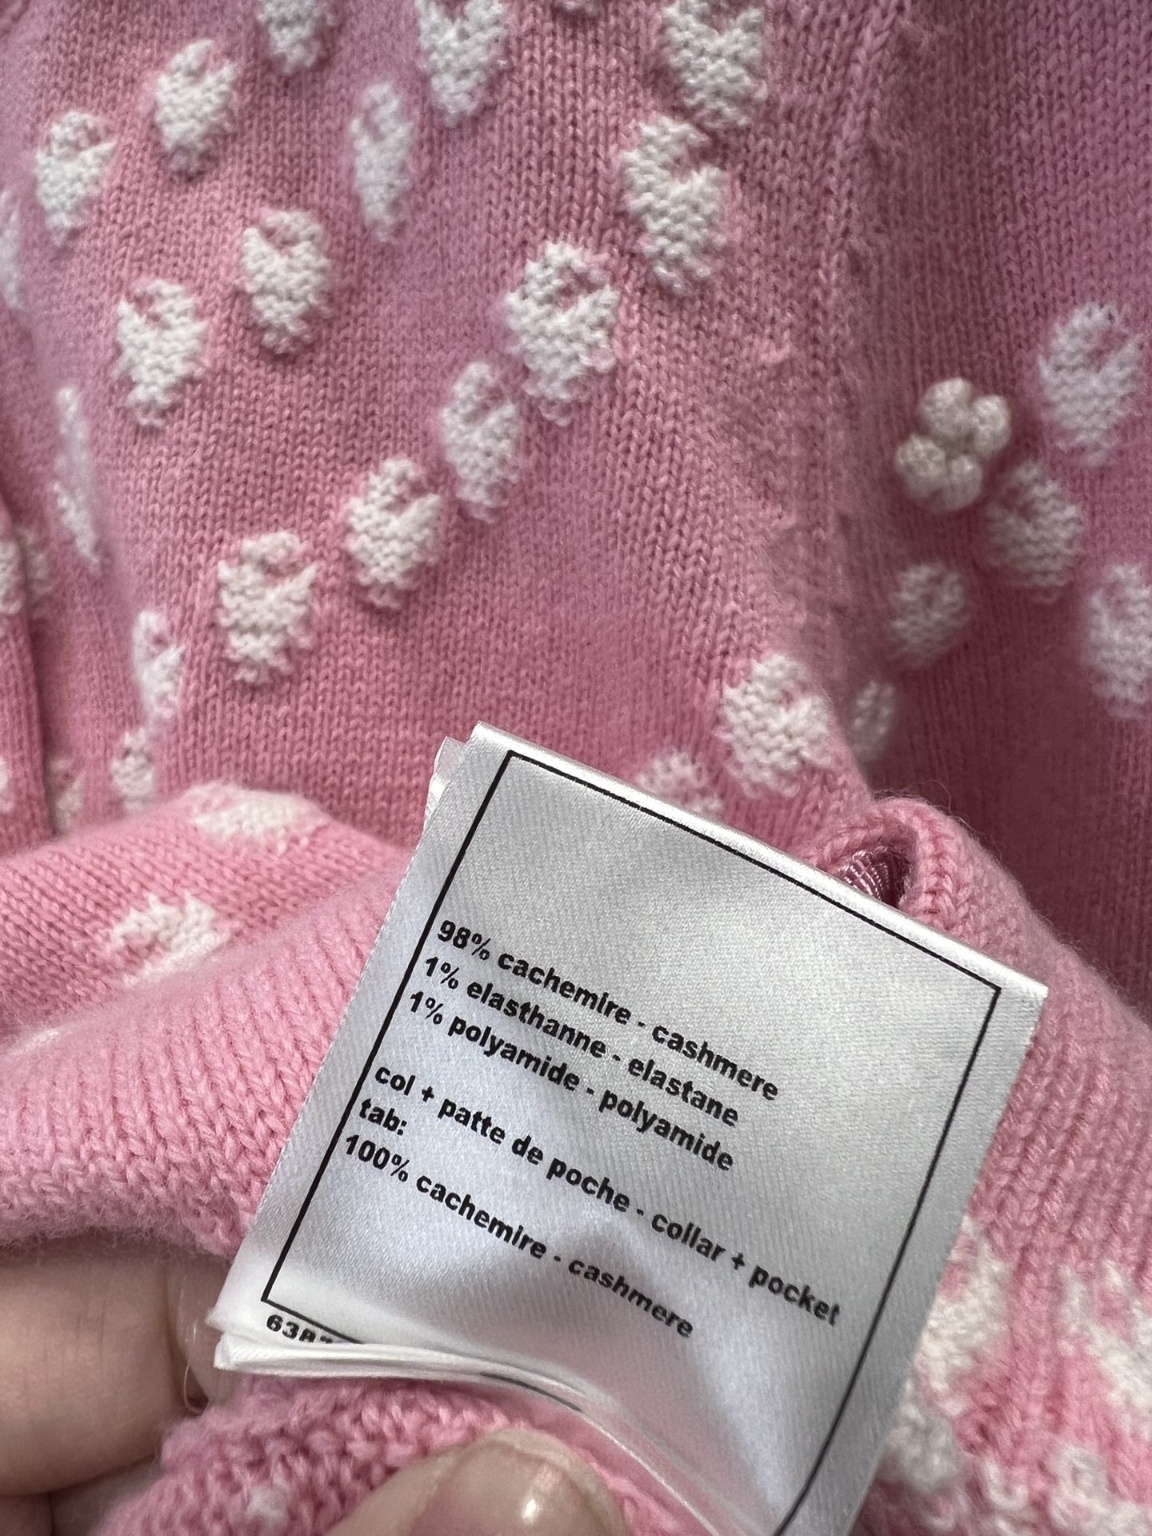 98% cachemire - cashmere
1% elasthanne - elastane
1% polyamide - polyamide
col + patte de poche - collar + pocket
tab:
100% cachemire - cashmere